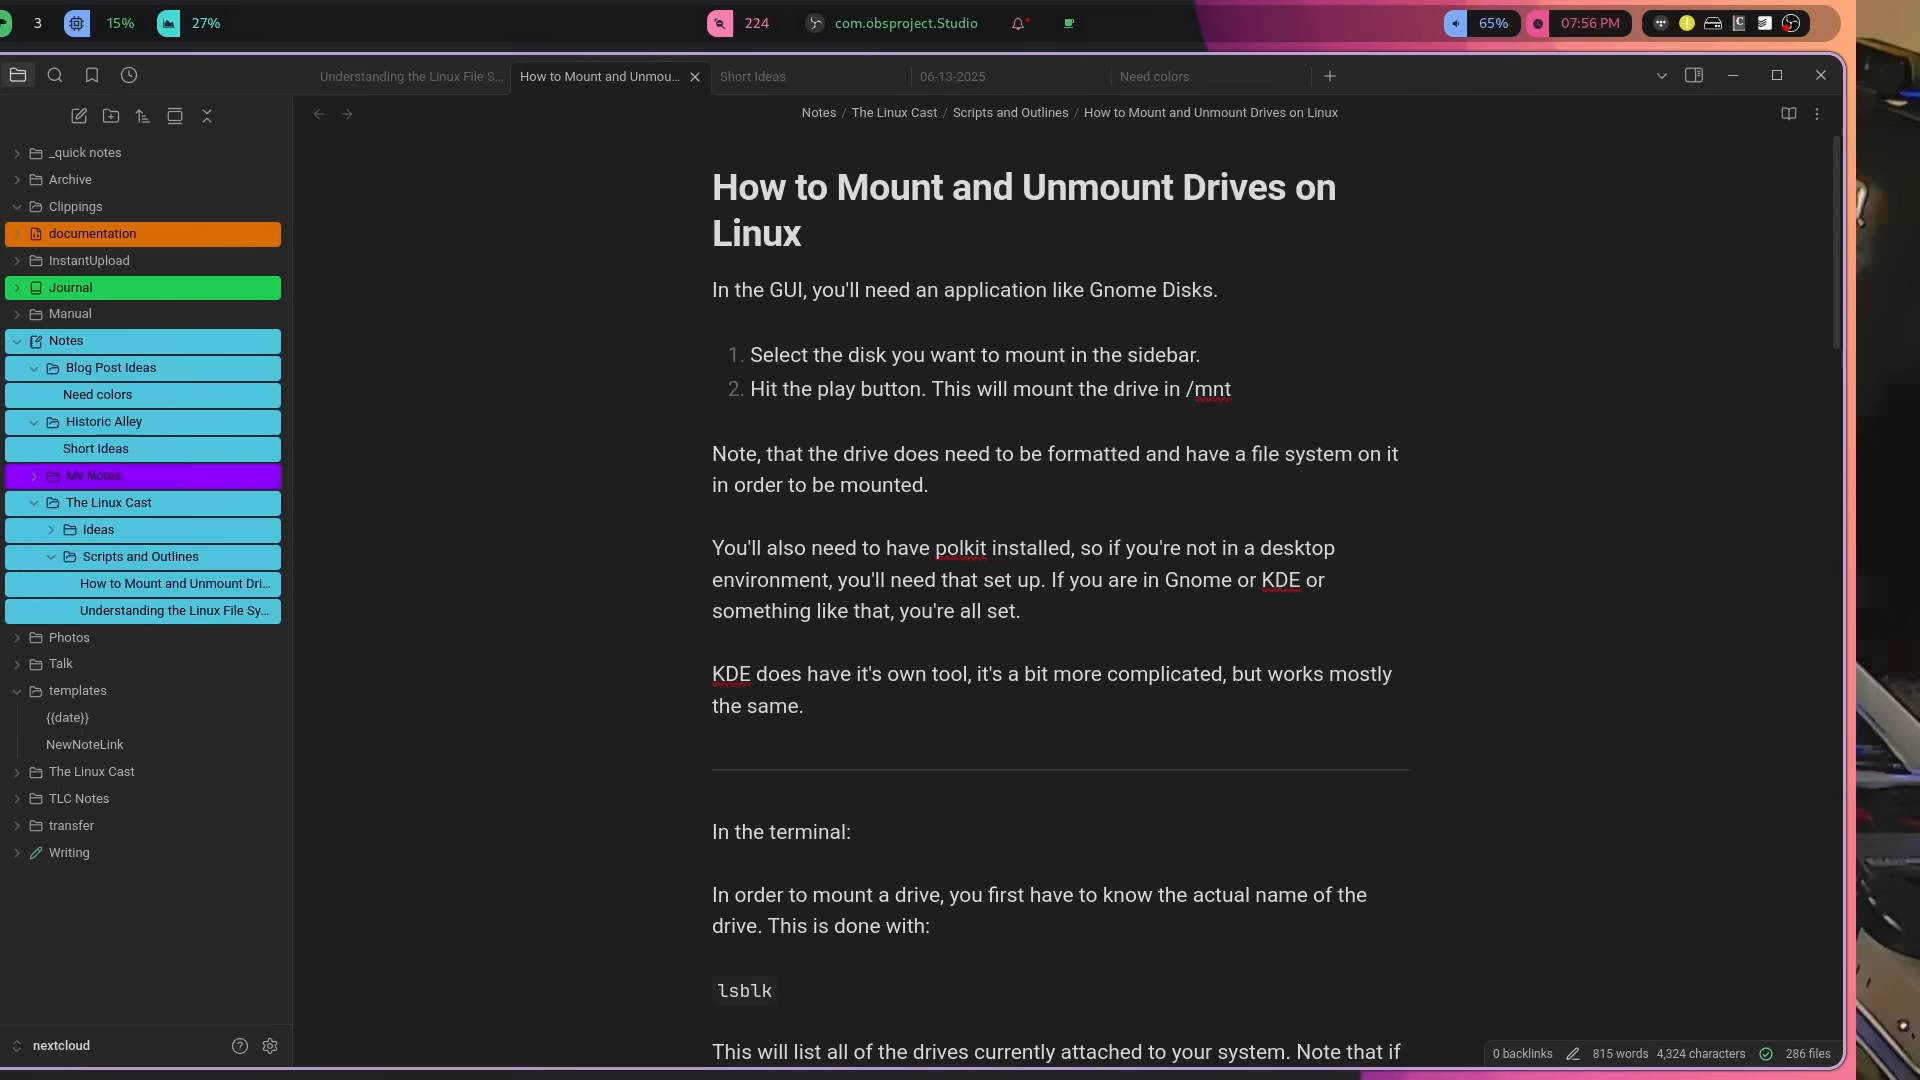 3 15% 27% 224 com.obsproject.Studio 65% 07:56 PM
Understanding the Linux File S... How to Mount and Unmou... Short Ideas 06-13-2025 Need colors
Notes / The Linux Cast / Scripts and Outlines / How to Mount and Unmount Drives on Linux
_quick notes
Archive
Clippings
documentation
InstantUpload
Journal
Manual
Notes
Blog Post Ideas
Need colors
Historic Alley
Short Ideas
My Notes
The Linux Cast
Ideas
Scripts and Outlines
How to Mount and Unmount Dri...
Understanding the Linux File Sy...
Photos
Talk
templates
{{date}}
NewNoteLink
The Linux Cast
TLC Notes
transfer
Writing
nextcloud
How to Mount and Unmount Drives on
Linux
In the GUI, you'll need an application like Gnome Disks.
1. Select the disk you want to mount in the sidebar.
2. Hit the play button. This will mount the drive in /mnt
Note, that the drive does need to be formatted and have a file system on it
in order to be mounted.
You'll also need to have polkit installed, so if you're not in a desktop
environment, you'll need that set up. If you are in Gnome or KDE or
something like that, you're all set.
KDE does have it's own tool, it's a bit more complicated, but works mostly
the same.
In the terminal:
In order to mount a drive, you first have to know the actual name of the
drive. This is done with:
lsblk
This will list all of the drives currently attached to your system. Note that if
0 backlinks 815 words 4,324 characters 286 files